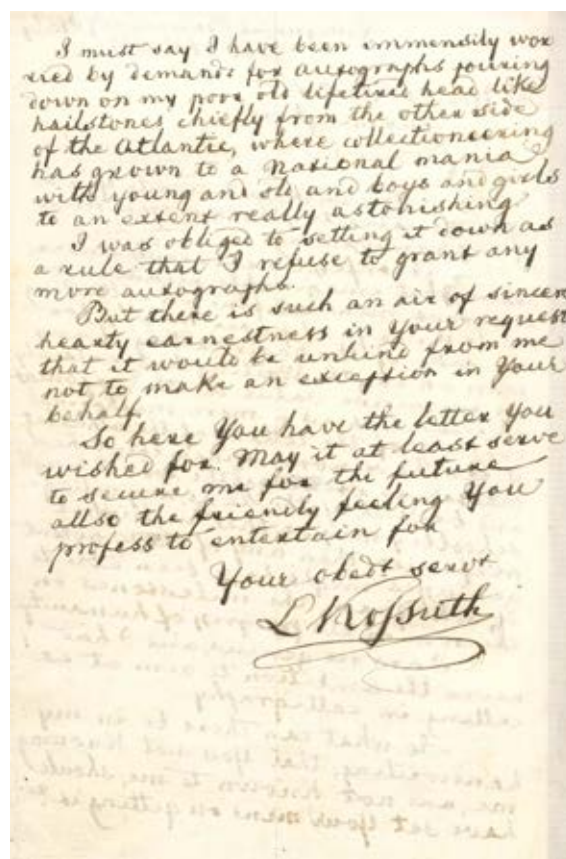 I must say I have been immensily wor
ried by demands for autographs pouring
down on my poor old lifetired head like
hailstones chiefly from the other side
of the Atlantic, where collectioneering
has grown to a National mania
with young and old and boys and girls
to an extent really astonishing
I was obliged to setting it down as
a rule that I refuse to grant any
more autographs.
But there is such an air of sincere
hearty earnestness in your request
that it would be unkind from me
not to make an exception in Your
behalf.
So here You have the letter You
wished for. May it at least serve
to secure me for the future
allso the friendly feeling You
profess to entertain for
Your obedt servt
L Kossuth